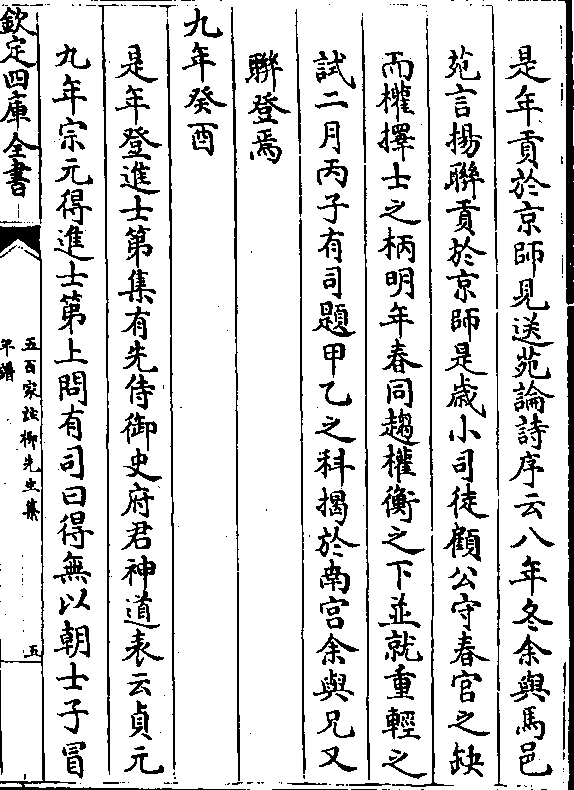 是年貢於京師見送苑論詩序云八年冬余與馬邑
苑言揚聯貢於京師是歲小司徒顧公守春官之缺
而權擇士之柄明年春同趨權衡之下並就重輕之
試二月丙子有司題甲乙之科揭於南宮余與兄又
聯登焉
九年癸酉
是年登進士第集有先侍御史府君神道表云貞元
九年宗元得進士第上問有司曰得無以朝士子冒
欽定四庫全書
五百家註柳先生集
年譜
五